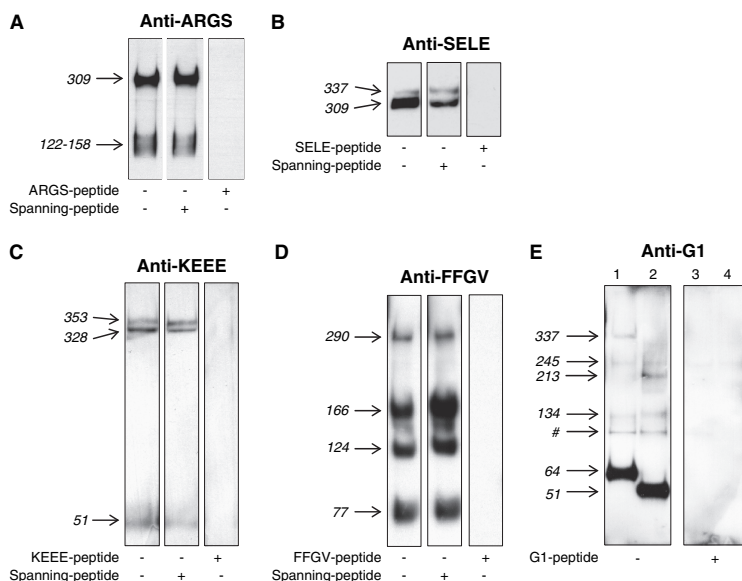 A
Anti-ARGS
309
122-158
ARGS-peptide - - +
Spanning-peptide - + -
B
Anti-SELE
337
309
SELE-peptide - - +
Spanning-peptide - + -
C
Anti-KEEE
353
328
51
KEEE-peptide - - +
Spanning-peptide - + -
D
Anti-FFGV
290
166
124
77
FFGV-peptide - - +
Spanning-peptide - + -
E
Anti-G1
1 2 3 4
337
245
213
134
#
64
51
G1-peptide - +